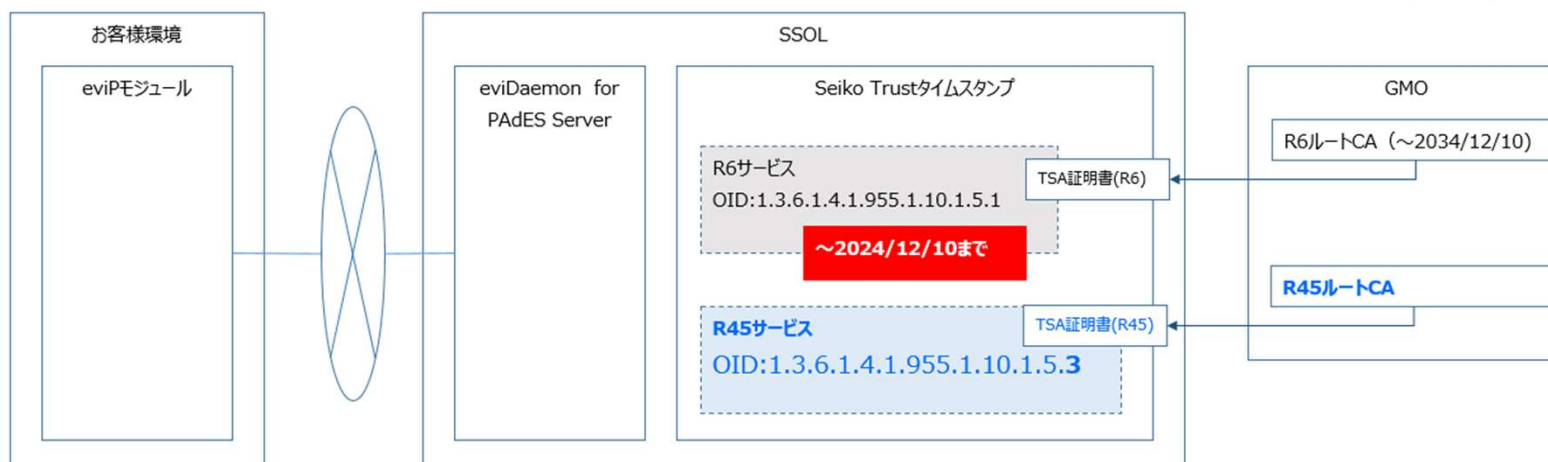 お客様環境
eviPモジュール
SSOL
eviDaemon for
PAdES Server
Seiko Trustタイムスタンプ
R6サービス
OID:1.3.6.1.4.1.955.1.10.1.5.1
～2024/12/10まで
TSA証明書(R6)
R45サービス
OID:1.3.6.1.4.1.955.1.10.1.5.3
TSA証明書(R45)
GMO
R6ルートCA（～2034/12/10)
R45ルートCA